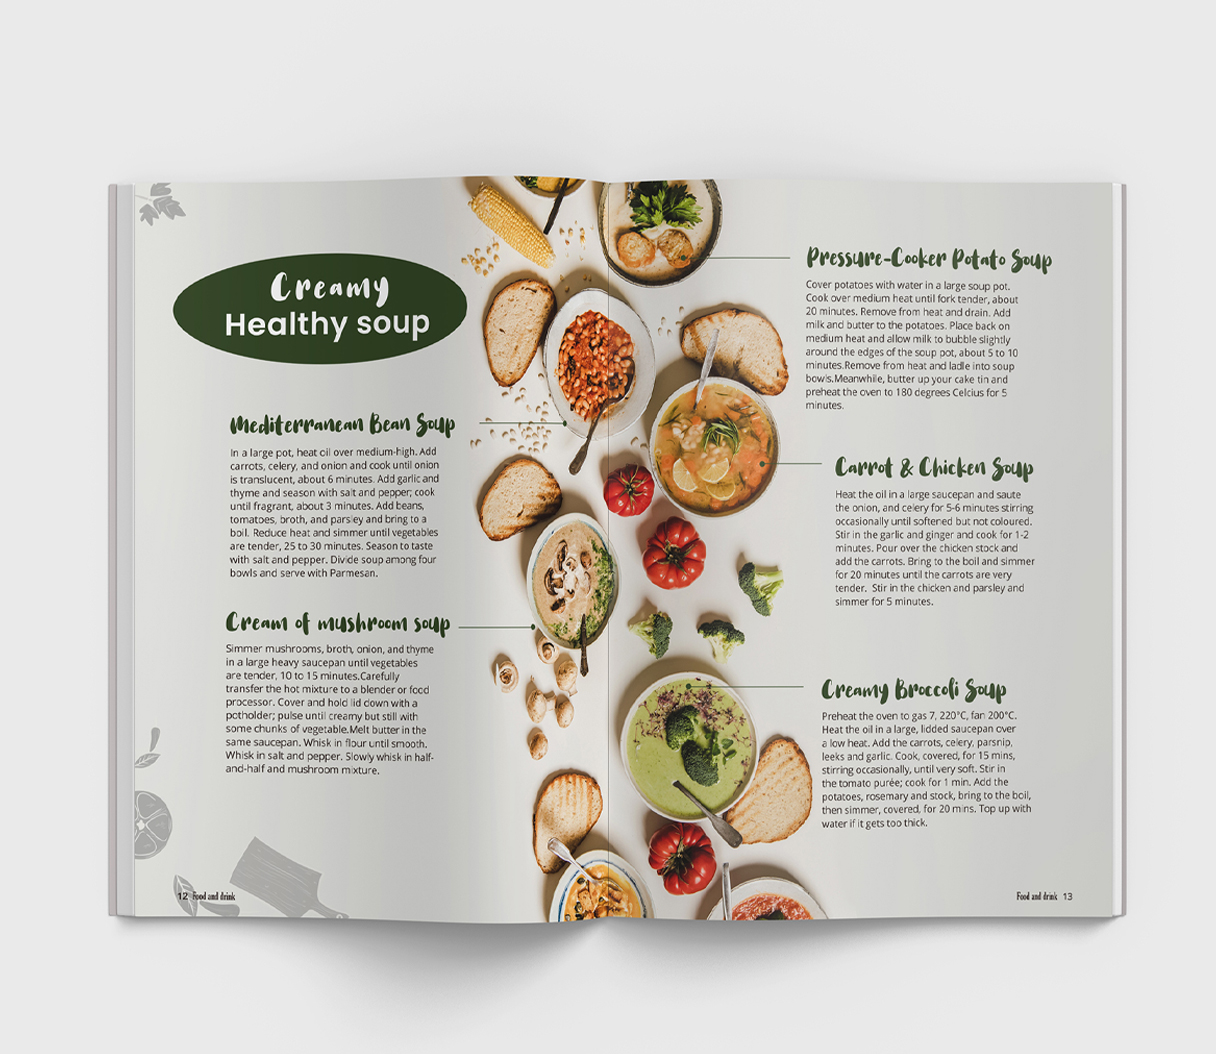 Creamy
Healthy soup
Mediterranean Bean Soup
In a large pot, heat oil over medium-high. Add
carrots, celery, and onion and cook until onion
is translucent, about 6 minutes. Add garlic and
thyme and season with salt and pepper; cook
until fragrant, about 3 minutes. Add beans,
tomatoes, broth, and parsley and bring to a
boil. Reduce heat and simmer until vegetables
are tender, 25 to 30 minutes. Season to taste
with salt and pepper. Divide soup among four
bowls and serve with Parmesan.
Cream of mushroom soup
Simmer mushrooms, broth, onion, and thyme
in a large heavy saucepan until vegetables
are tender, 10 to 15 minutes.Carefully
transfer the hot mixture to a blender or food
processor. Cover and hold lid down with a
potholder; pulse until creamy but still with
some chunks of vegetable.Melt butter in the
same saucepan. Whisk in flour until smooth.
Whisk in salt and pepper. Slowly whisk in half-
and-half and mushroom mixture.
12 Food and drink
Pressure-Cooker Potato Soup
Cover potatoes with water in a large soup pot.
Cook over medium heat until fork tender, about
20 minutes. Remove from heat and drain. Add
milk and butter to the potatoes. Place back on
medium heat and allow milk to bubble slightly
around the edges of the soup pot, about 5 to 10
minutes.Remove from heat and ladle into soup
bowls.Meanwhile, butter up your cake tin and
preheat the oven to 180 degrees Celcius for 5
minutes.
Carrot & Chicken Soup
Heat the oil in a large saucepan and saute
the onion, and celery for 5-6 minutes stirring
occasionally until softened but not coloured.
Stir in the garlic and ginger and cook for 1-2
minutes. Pour over the chicken stock and
add the carrots. Bring to the boil and simmer
for 20 minutes until the carrots are very
tender. Stir in the chicken and parsley and
simmer for 5 minutes.
Creamy Broccoli Soup
Preheat the oven to gas 7, 220°C, fan 200°C.
Heat the oil in a large, lidded saucepan over
a low heat. Add the carrots, celery, parsnip,
leeks and garlic. Cook, covered, for 15 mins,
stirring occasionally, until very soft. Stir in
the tomato purée; cook for 1 min. Add the
potatoes, rosemary and stock, bring to the boil,
then simmer, covered, for 20 mins. Top up with
water if it gets too thick.
Food and drink 13